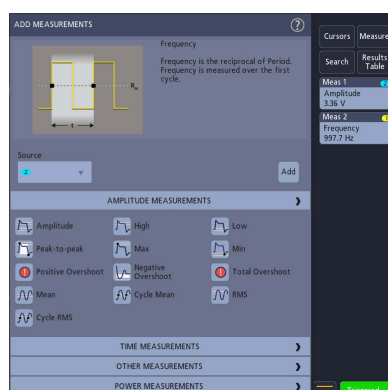 ADD MEASUREMENTS
?
Frequency
Frequency is the reciprocal of Period.
Frequency is measured over the first
cycle.
t
Source
2
Add
AMPLITUDE MEASUREMENTS
Amplitude
High
Low
Peak-to-peak
Max
Min
Positive Overshoot
Negative
Overshoot
Total Overshoot
Mean
Cycle Mean
RMS
Cycle RMS
TIME MEASUREMENTS
OTHER MEASUREMENTS
POWER MEASUREMENTS
Cursors
Measure
Search
Results
Table
Meas 1
2
Amplitude
3.36 V
Meas 2
1
Frequency
997.7 Hz